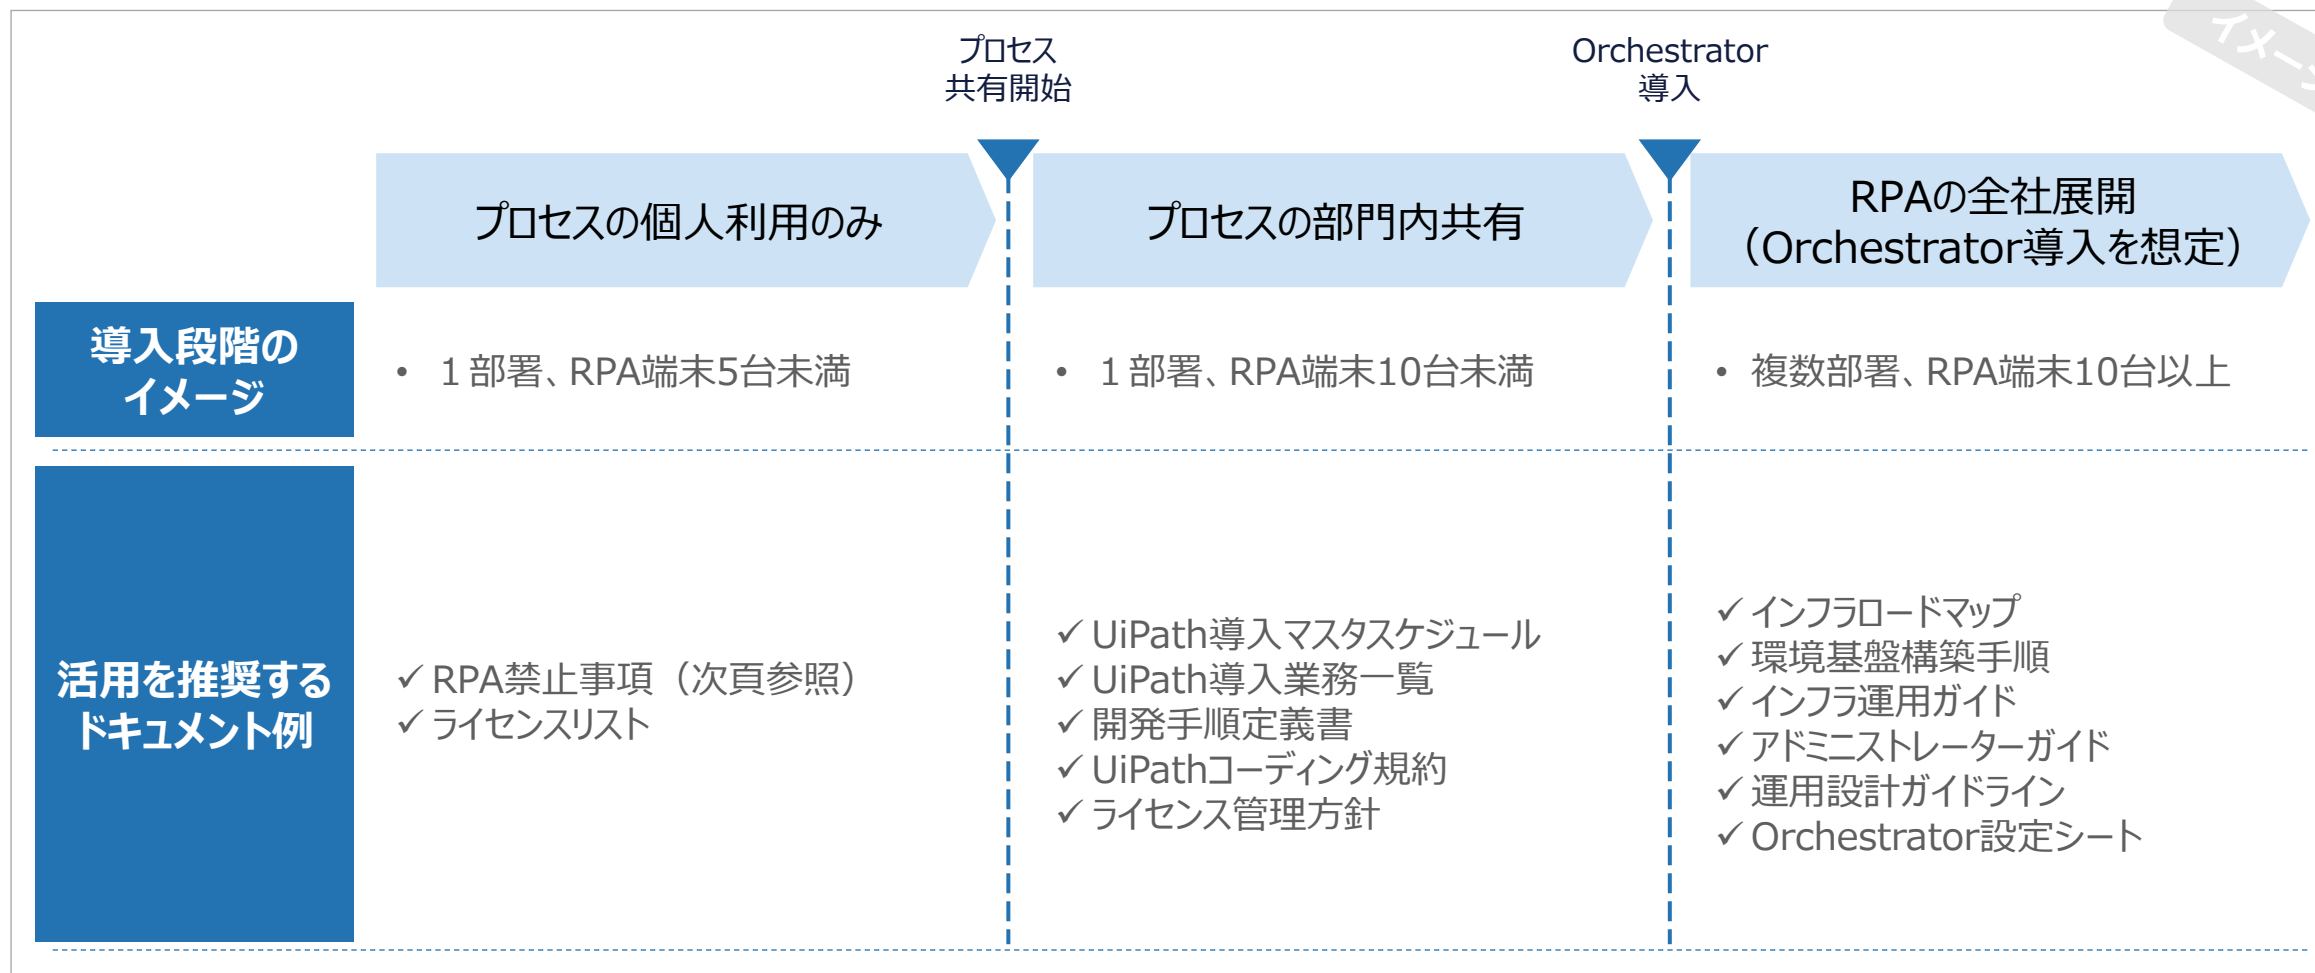 イメージ
プロセス
共有開始
Orchestrator
導入
プロセスの個人利用のみ
プロセスの部門内共有
RPAの全社展開
（Orchestrator導入を想定）
導入段階の
イメージ
• １部署、RPA端末5台未満
• １部署、RPA端末10台未満
• 複数部署、RPA端末10台以上
活用を推奨する
ドキュメント例
✓ RPA禁止事項（次頁参照）
✓ ライセンスリスト
✓ UiPath導入マスタスケジュール
✓ UiPath導入業務一覧
✓ 開発手順定義書
✓ UiPathコーディング規約
✓ ライセンス管理方針
✓ インフラロードマップ
✓ 環境基盤構築手順
✓ インフラ運用ガイド
✓ アドミニストレーターガイド
✓ 運用設計ガイドライン
✓ Orchestrator設定シート